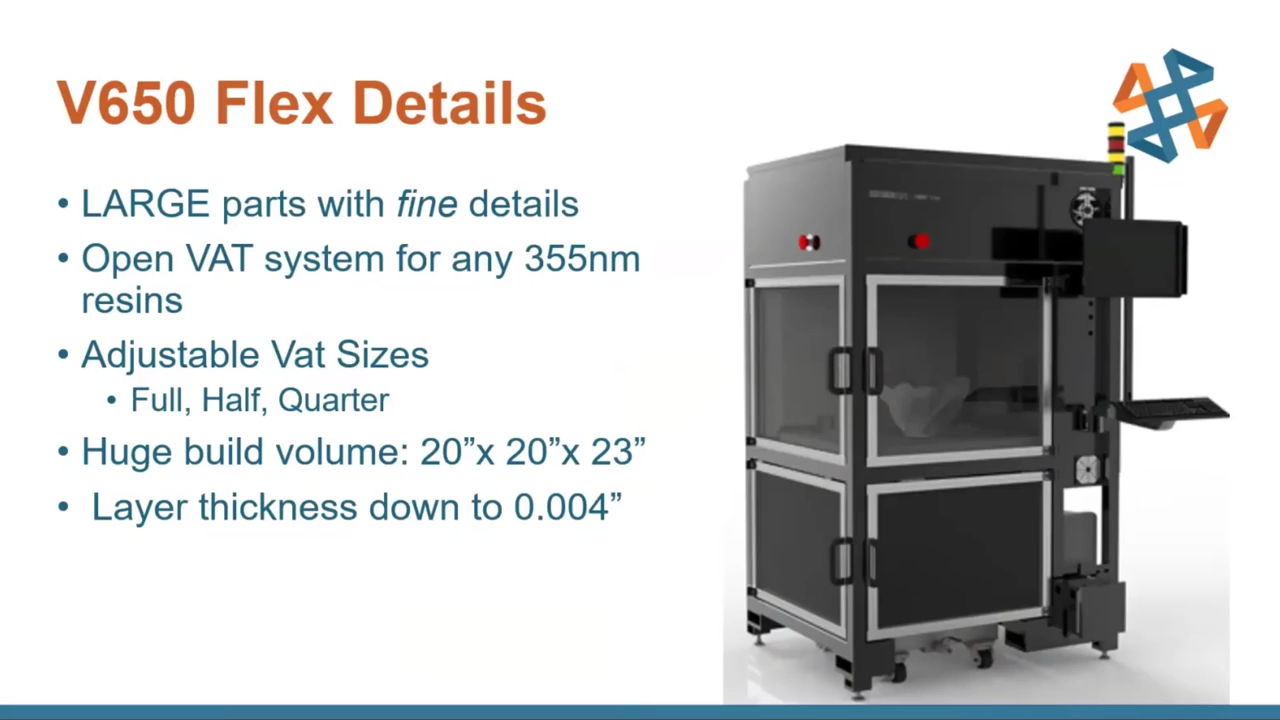 V650 Flex Details
• LARGE parts with fine details
• Open VAT system for any 355nm
resins
• Adjustable Vat Sizes
• Full, Half, Quarter
• Huge build volume: 20”x 20”x 23”
• Layer thickness down to 0.004”